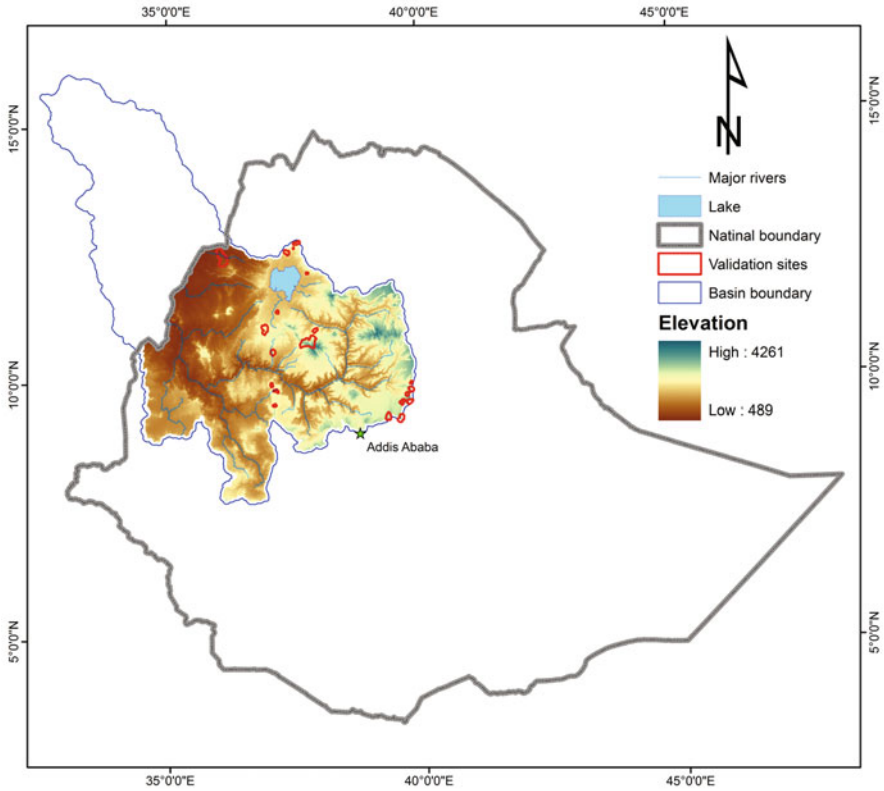 35°0'0"E 40°0'0"E 45°0'0"E
15°0'0"N 15°0'0"N
N
Major rivers
Lake
Natinal boundary
Validation sites
Basin boundary
Elevation
High : 4261
Low : 489
10°0'0"N 10°0'0"N
Addis Ababa
5°0'0"N 5°0'0"N
35°0'0"E 40°0'0"E 45°0'0"E